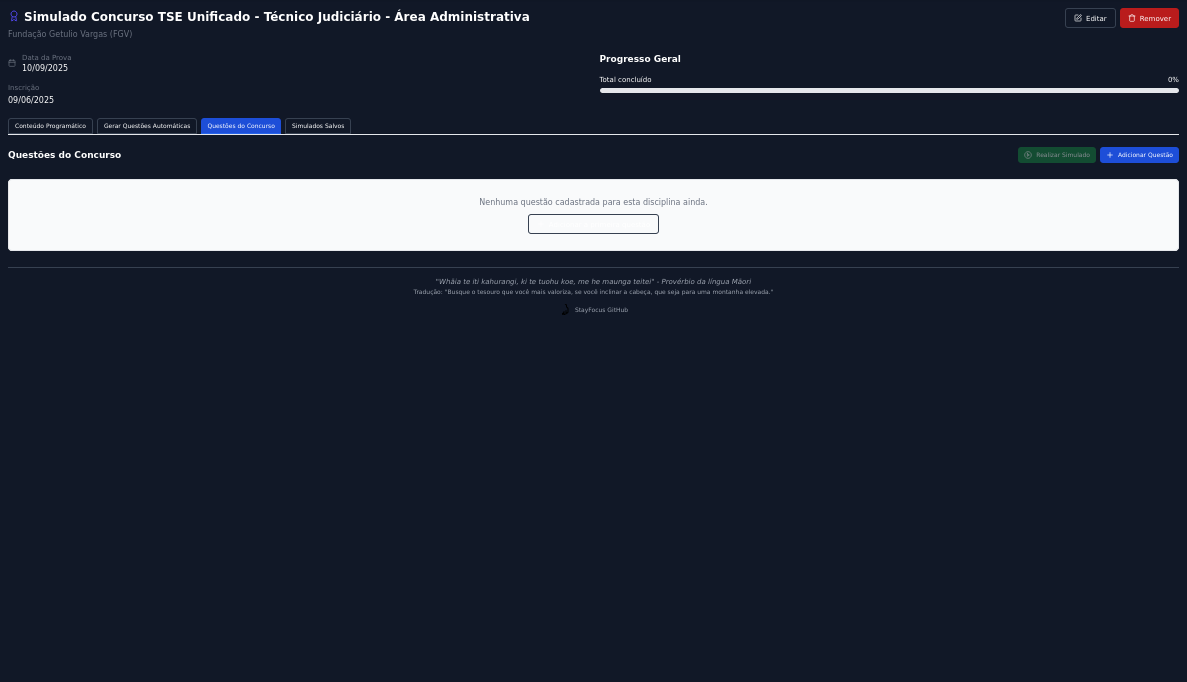 Simulado Concurso TSE Unificado - Técnico Judiciário - Área Administrativa
Fundação Getulio Vargas (FGV)
Editar
Remover
Data da Prova
10/09/2025
Inscrição
09/06/2025
Progresso Geral
Total concluído
0%
Conteúdo Programático
Gerar Questões Automáticas
Questões do Concurso
Simulados Salvos
Questões do Concurso
Realizar Simulado
Adicionar Questão
Nenhuma questão cadastrada para esta disciplina ainda.
"Whāia te iti kahurangi, ki te tuohu koe, me he maunga teitei" - Provérbio da língua Māori
Tradução: "Busque o tesouro que você mais valoriza, se você inclinar a cabeça, que seja para uma montanha elevada."
StayFocus GitHub